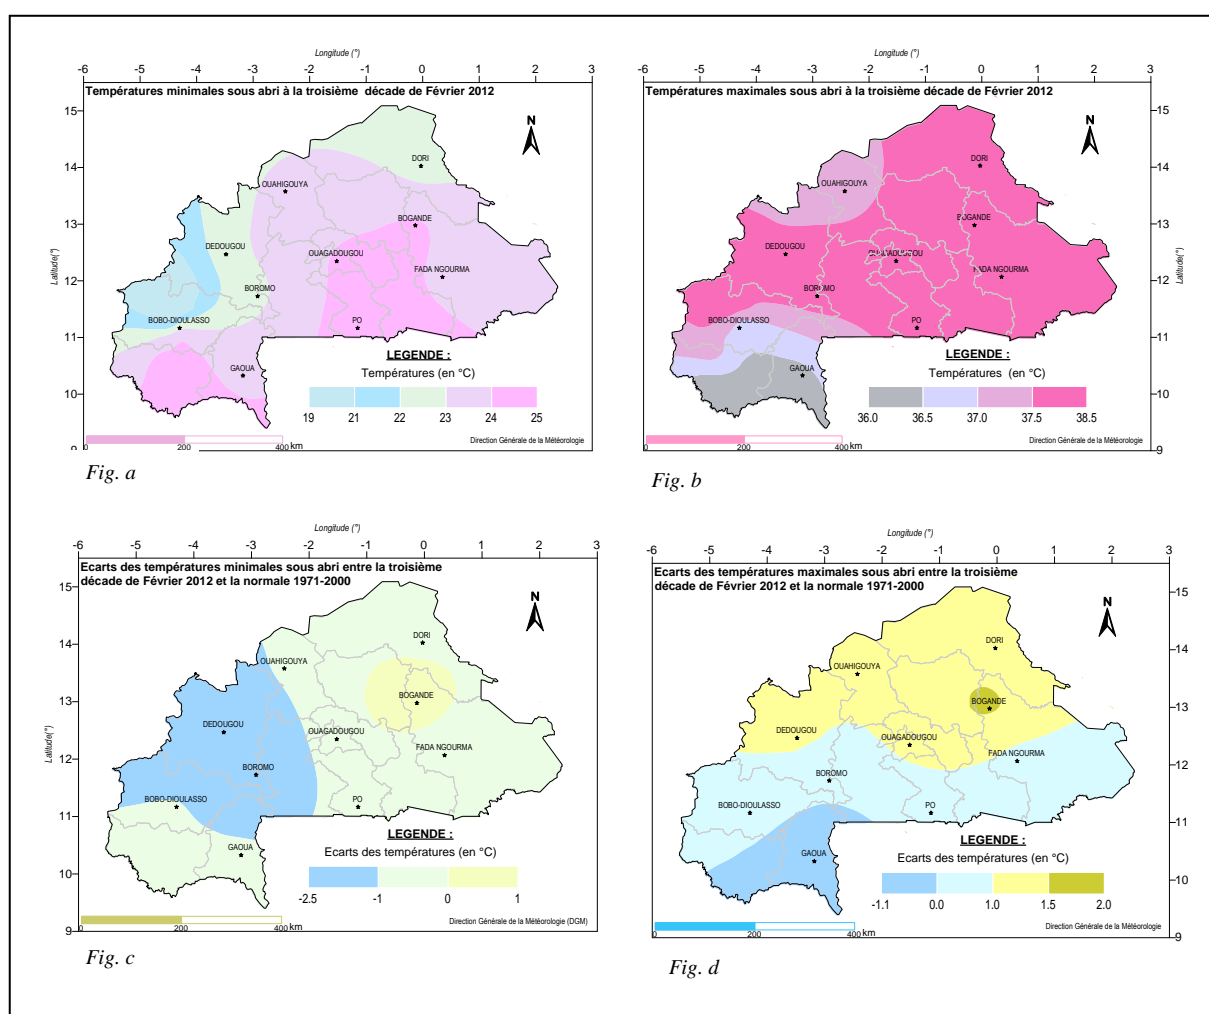 Longitude (°)
-6 -5 -4 -3 -2 -1 0 1 2 3
Températures minimales sous abri à la troisième décade de Février 2012
15
14
13
12
11
10
9
Latitude(°)
N
DORI
OUAHIGOUYA
BOGANDE
DEDOUGOU
OUAGADOUGOU
FADA NGOURMA
BOROMO
BOBO-DIOULASSO
PO
GAOUA
LEGENDE :
Températures (en °C)
19 21 22 23 24 25
0 200 400 km
Direction Générale de la Météorologie
Fig. a
Longitude (°)
-6 -5 -4 -3 -2 -1 0 1 2 3
Températures maximales sous abri à la troisième décade de Février 2012
15
14
13
12
11
10
9
Latitude(°)
N
DORI
OUAHIGOUYA
BOGANDE
DEDOUGOU
OUAGADOUGOU
FADA NGOURMA
BOROMO
BOBO-DIOULASSO
PO
GAOUA
LEGENDE :
Températures (en °C)
36.0 36.5 37.0 37.5 38.5
0 200 400 km
Direction Générale de la Météorologie
Fig. b
Longitude (°)
-6 -5 -4 -3 -2 -1 0 1 2 3
Ecarts des températures minimales sous abri entre la troisième
décade de Février 2012 et la normale 1971-2000
15
14
13
12
11
10
9
Latitude(°)
N
DORI
OUAHIGOUYA
BOGANDE
DEDOUGOU
OUAGADOUGOU
FADA NGOURMA
BOROMO
BOBO-DIOULASSO
PO
GAOUA
LEGENDE :
Ecarts des températures (en °C)
-2.5 -1 0 1
0 200 400 km
Direction Générale de la Météorologie (DGM)
Fig. c
Longitude (°)
-6 -5 -4 -3 -2 -1 0 1 2 3
Ecarts des températures maximales sous abri entre la troisième
décade de Février 2012 et la normale 1971-2000
15
14
13
12
11
10
9
Latitude(°)
N
DORI
OUAHIGOUYA
BOGANDE
DEDOUGOU
OUAGADOUGOU
FADA NGOURMA
BOROMO
BOBO-DIOULASSO
PO
GAOUA
LEGENDE :
Ecarts des températures (en °C)
-1.1 0.0 1.0 1.5 2.0
0 200 400 km
Direction Générale de la Météorologie
Fig. d